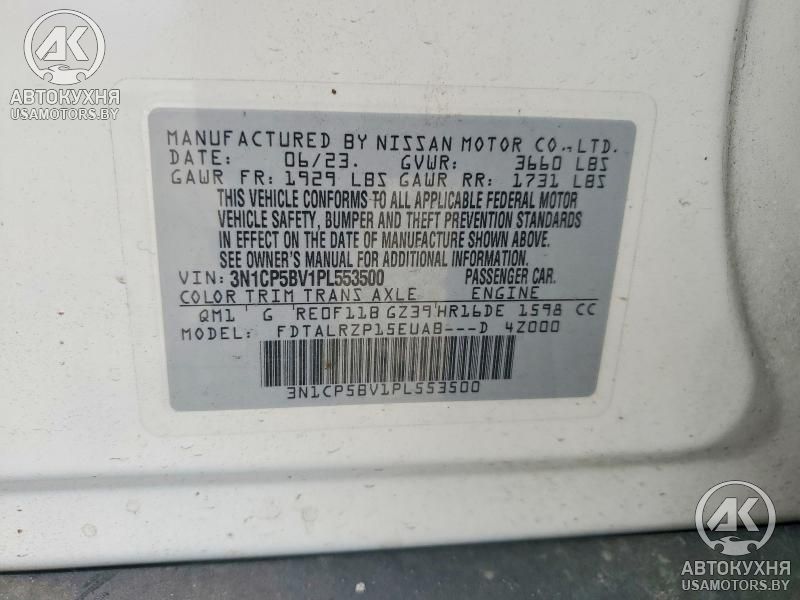 AK
АВТОКУХНЯ
USAMOTORS.BY
MANUFACTURED BY NISSAN MOTOR CO., LTD.
DATE: 06/23. GVWR: 3660 LBS
GAWR FR: 1929 LBS GAWR RR: 1731 LBS
THIS VEHICLE CONFORMS TO ALL APPLICABLE FEDERAL MOTOR
VEHICLE SAFETY, BUMPER AND THEFT PREVENTION STANDARDS
IN EFFECT ON THE DATE OF MANUFACTURE SHOWN ABOVE.
SEE OWNER'S MANUAL FOR ADDITIONAL INFORMATION.
VIN: 3N1CP5BV1PL553500 PASSENGER CAR.
COLOR TRIM TRANS AXLE ENGINE
QM1 G RE0F11B GZ39 HR16DE 1598 CC
MODEL: FDTALRZP15EUAB---D 4Z000
3N1CP5BV1PL553500
AK
АВТОКУХНЯ
USAMOTORS.BY